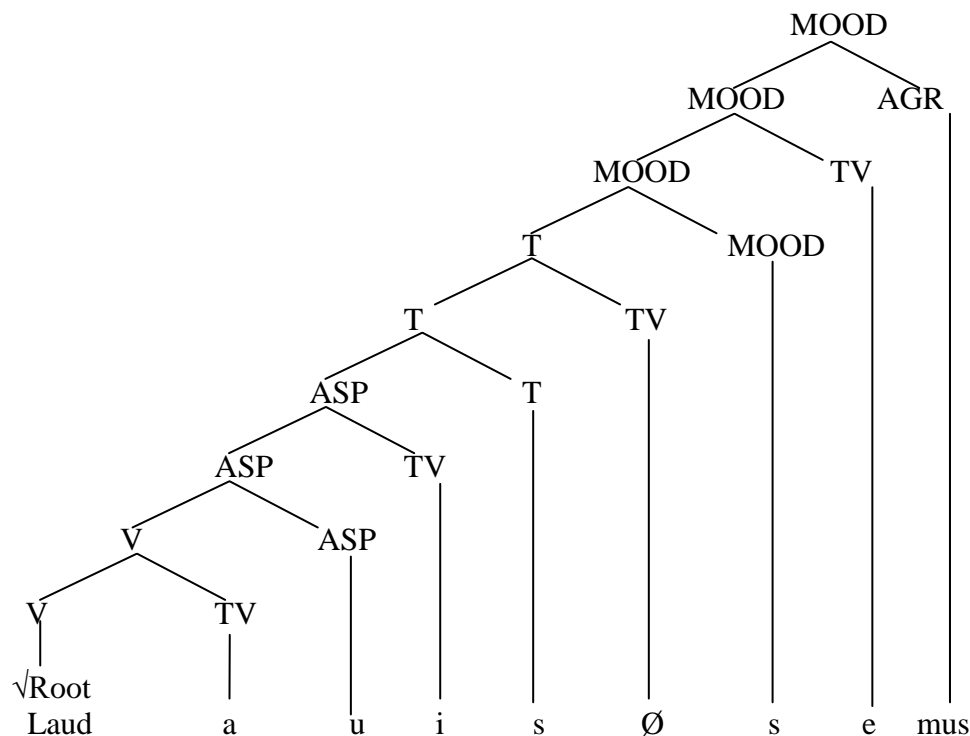 MOOD
MOOD AGR
MOOD TV
T MOOD
T TV
ASP T
ASP TV
V ASP
V TV
√Root
Laud a u i s Ø s e mus